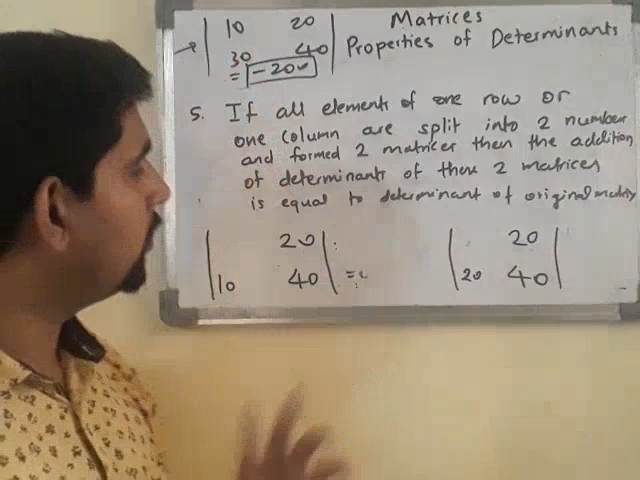 Matrices
Properties of Determinants
10 20
30 40
= -200
5. If all elements of one row or
one column are split into 2 number
and formed 2 matrices then the addition
of determinants of these 2 matrices
is equal to determinant of original matrix
20
10 40 =
20
20 40